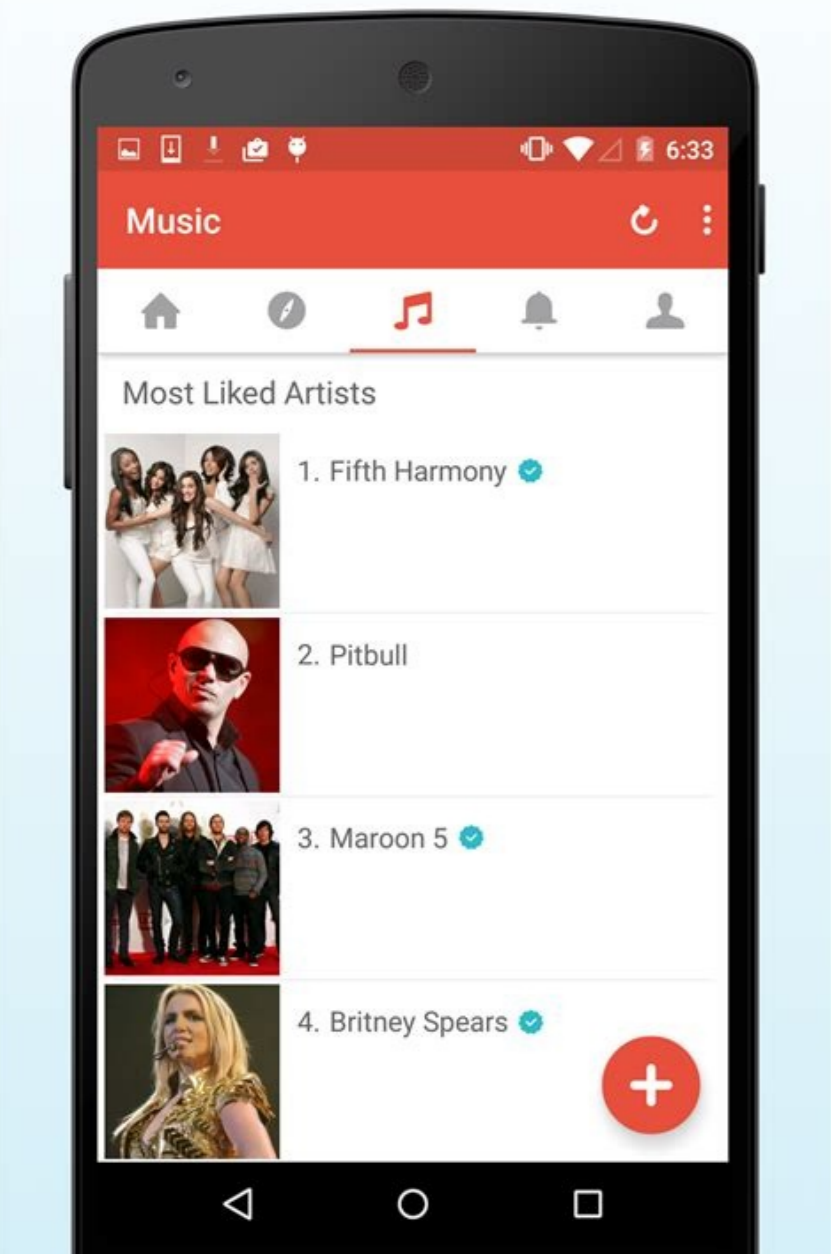 6:33
Music
Most Liked Artists
1. Fifth Harmony
2. Pitbull
3. Maroon 5
4. Britney Spears